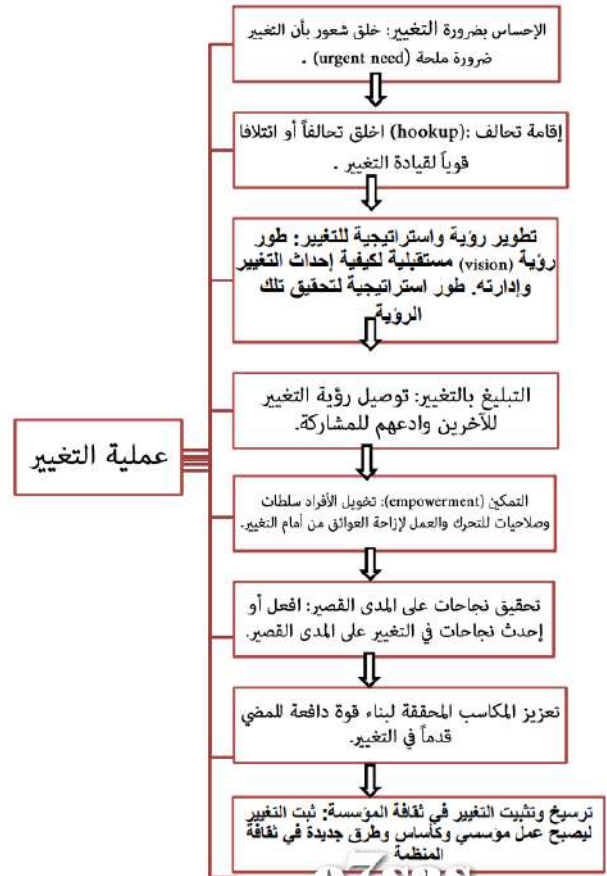 الإحساس بضرورة التغيير: خلق شعور بأن التغيير
ضرورة ملحة (urgent need) .
إقامة تحالف :(hookup) اخلق تحالفاً أو ائتلافا
قوياً لقيادة التغيير .
تطوير رؤية واستراتيجية للتغيير: طور
رؤية (vision) مستقبلية لكيفية إحداث التغيير
وإدارته. طور استراتيجية لتحقيق تلك
الرؤية
التبليغ بالتغيير: توصيل رؤية التغيير
للآخرين وادعهم للمشاركة.
عملية التغيير
التمكين (empowerment): تخويل الأفراد سلطات
وصلاحيات للتحرك والعمل لإزاحة العوائق من أمام التغيير.
تحقيق نجاحات على المدى القصير: افعل أو
إحدث نجاحات في التغيير على المدى القصير.
تعزيز المكاسب المحققة لبناء قوة دافعة للمضي
قدماً في التغيير.
ترسيخ وتثبيت التغيير في ثقافة المؤسسة: ثبت التغيير
ليصبح عمل مؤسسي وكأساس وطرق جديدة في ثقافة
المنظمة